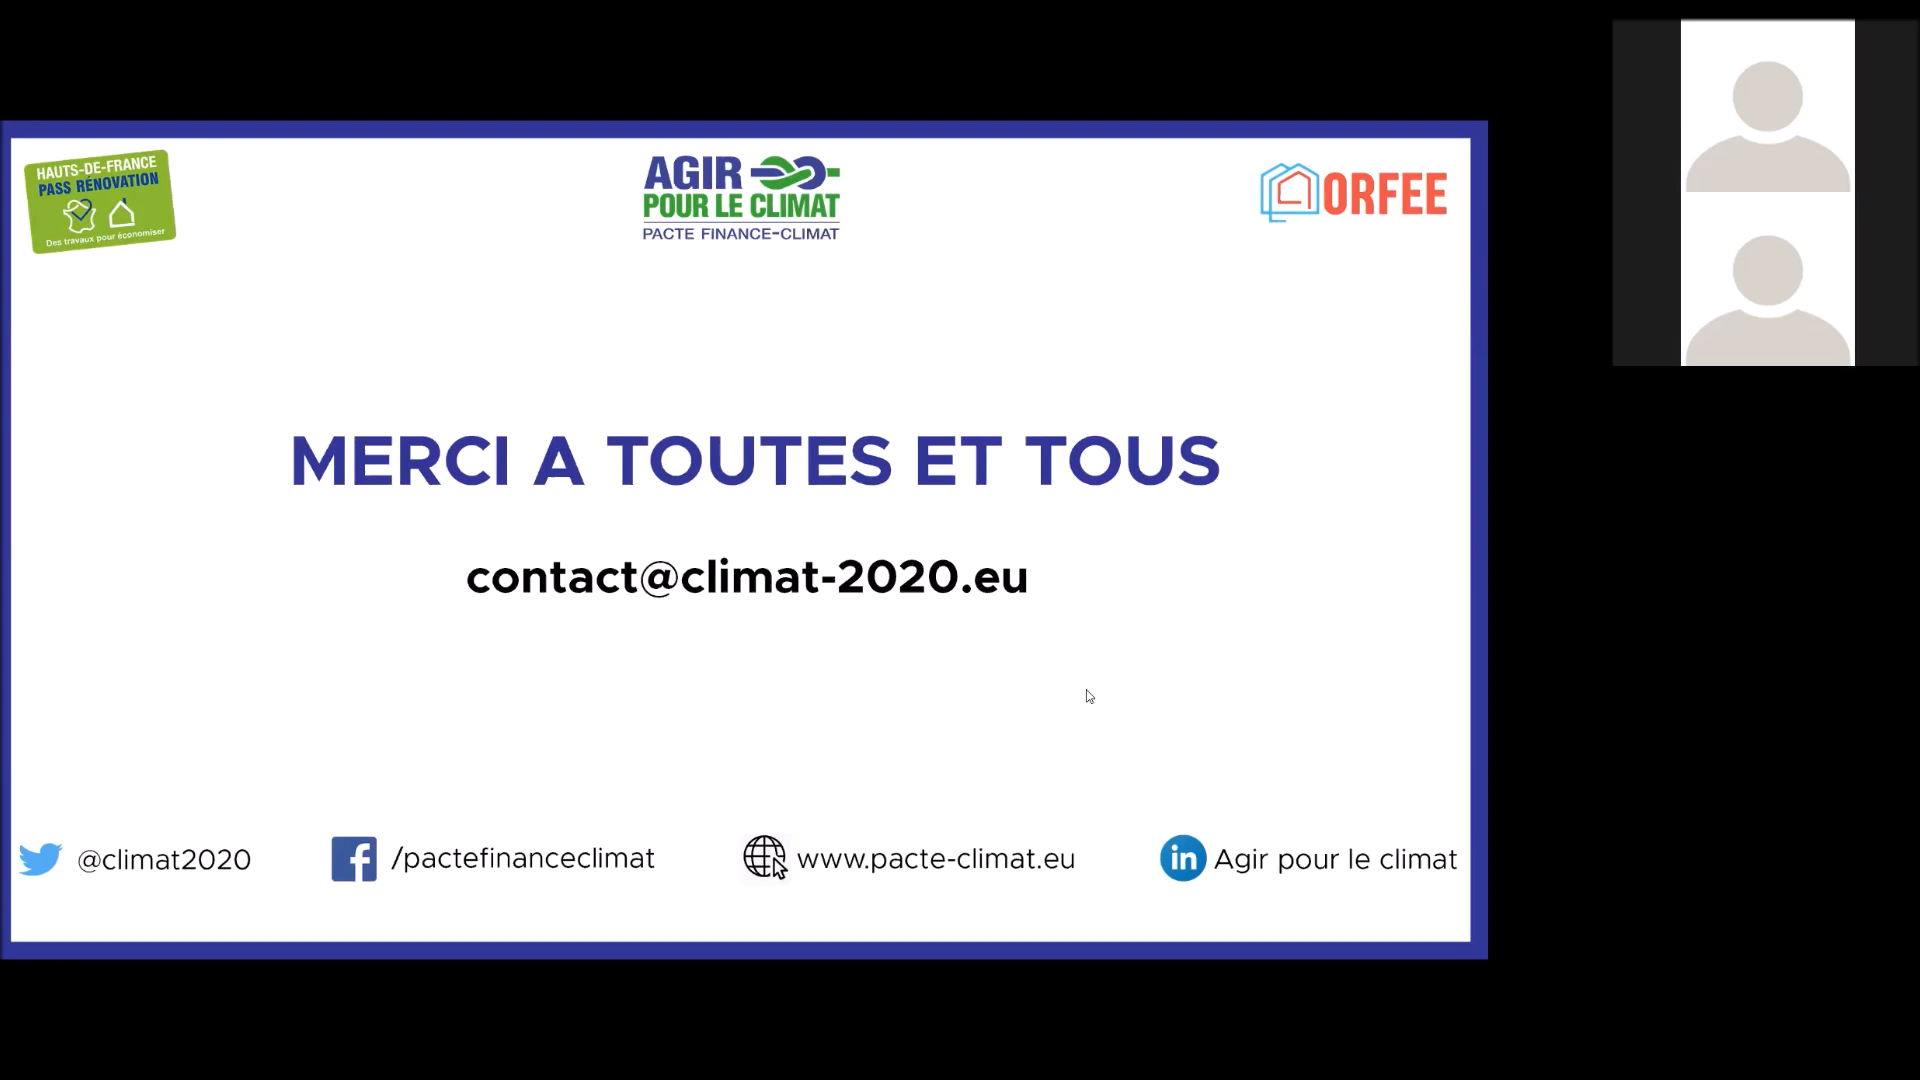 HAUTS-DE-FRANCE
PASS RÉNOVATION
Des travaux pour économiser
AGIR
POUR LE CLIMAT
PACTE FINANCE-CLIMAT
ORFEE
MERCI A TOUTES ET TOUS
contact@climat-2020.eu
@climat2020
/pactefinanceclimat
www.pacte-climat.eu
in Agir pour le climat